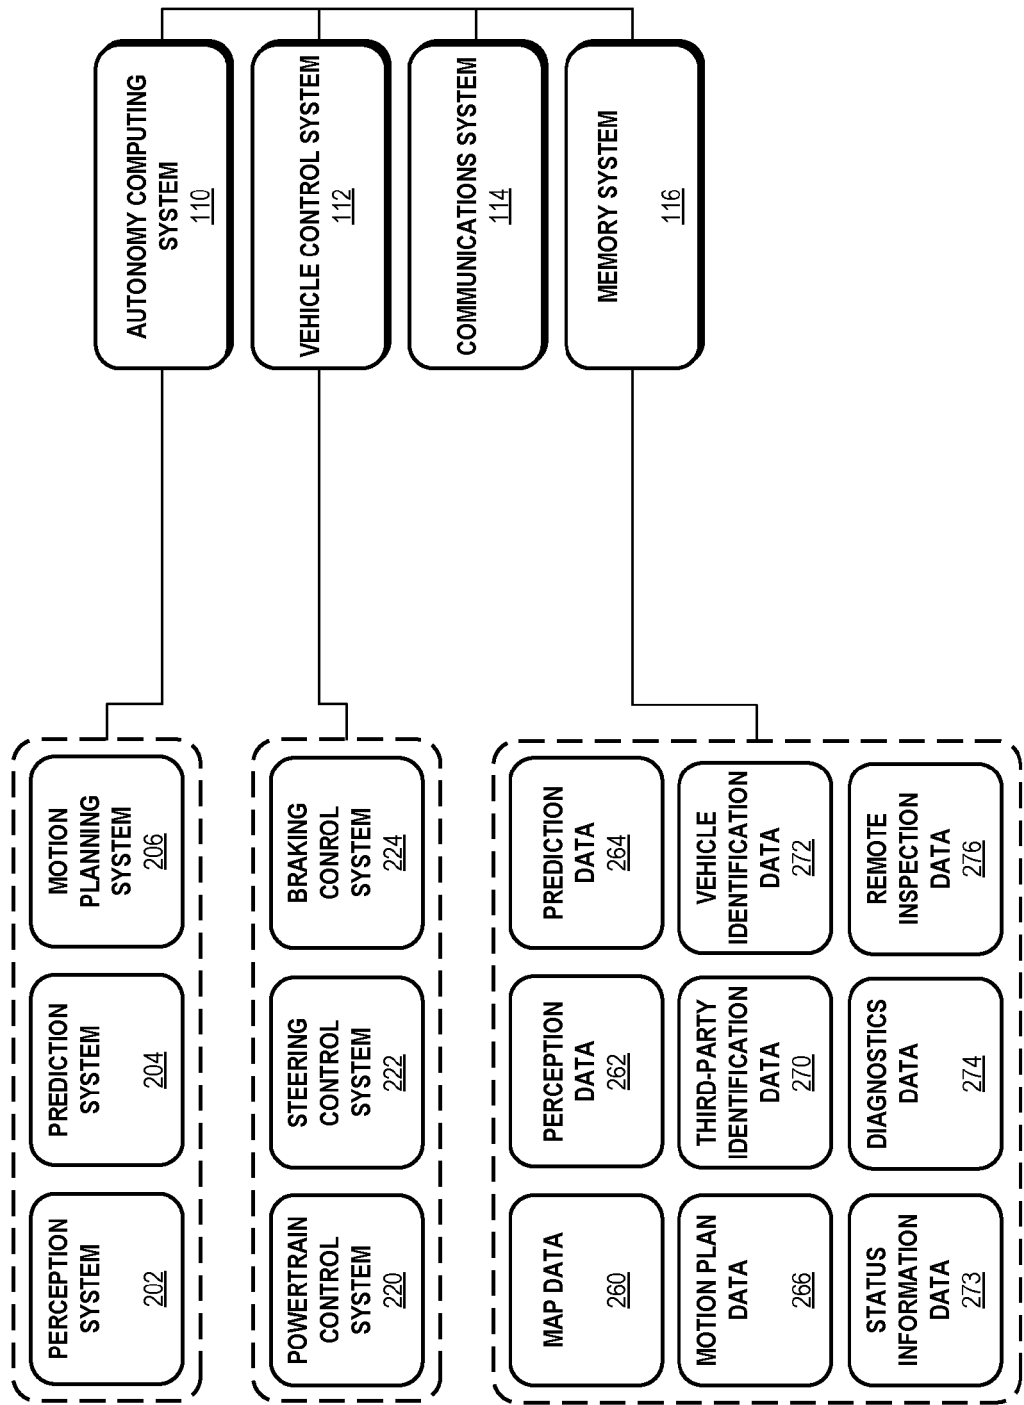 AUTONOMY COMPUTING
SYSTEM
110
VEHICLE CONTROL SYSTEM
112
COMMUNICATIONS SYSTEM
114
MEMORY SYSTEM
116
PERCEPTION
SYSTEM
202
PREDICTION
SYSTEM
204
MOTION
PLANNING
SYSTEM
206
POWERTRAIN
CONTROL
SYSTEM
220
STEERING
CONTROL
SYSTEM
222
BRAKING
CONROL
SYSTEM
224
MAP DATA
260
PERCEPTION
DATA
262
PREDICTION
DATA
264
MOTION PLAN
DATA
266
THIRD-PARTY
IDENTIFICATION
DATA
270
VEHICLE
IDENTIFICATION
DATA
272
STATUS
INFORMATION
DATA
273
DIAGNOSTICS
DATA
274
REMOTE
INSPECTION
DATA
276